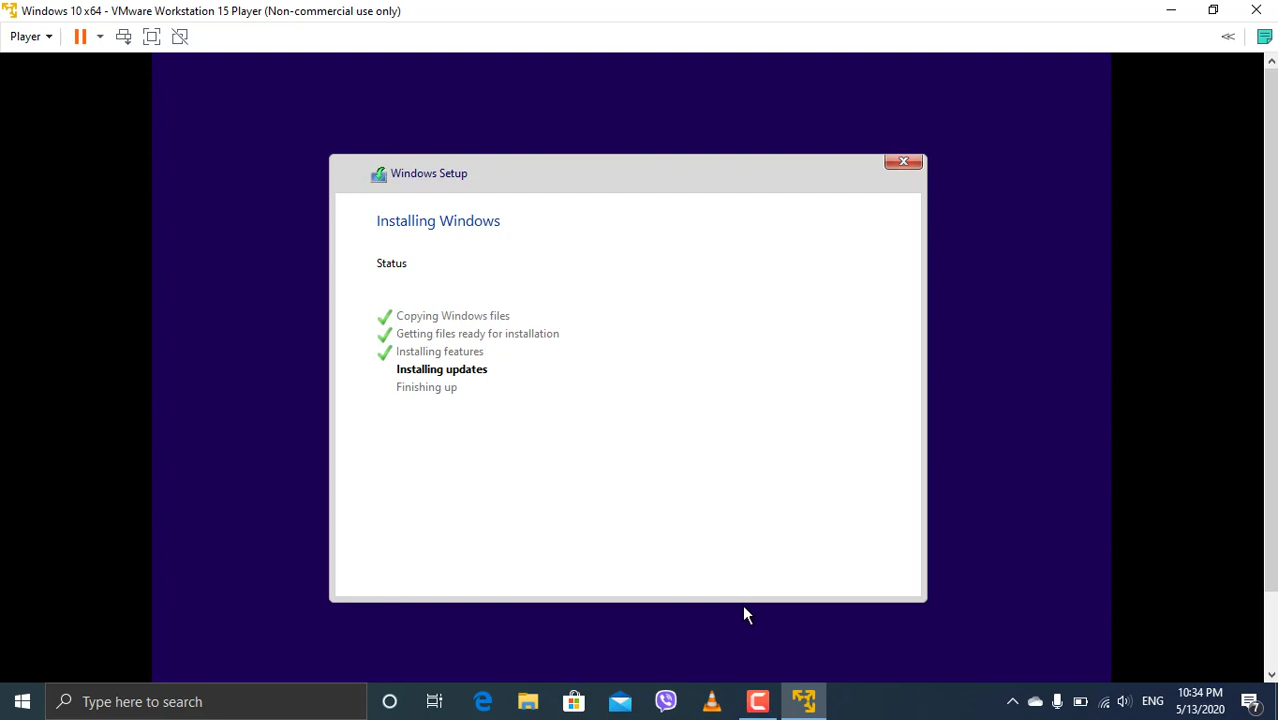 Windows 10 x64 - VMware Workstation 15 Player (Non-commercial use only)
Player
Windows Setup
Installing Windows
Status
Copying Windows files
Getting files ready for installation
Installing features
Installing updates
Finishing up
Type here to search
ENG
10:34 PM
5/13/2020
7